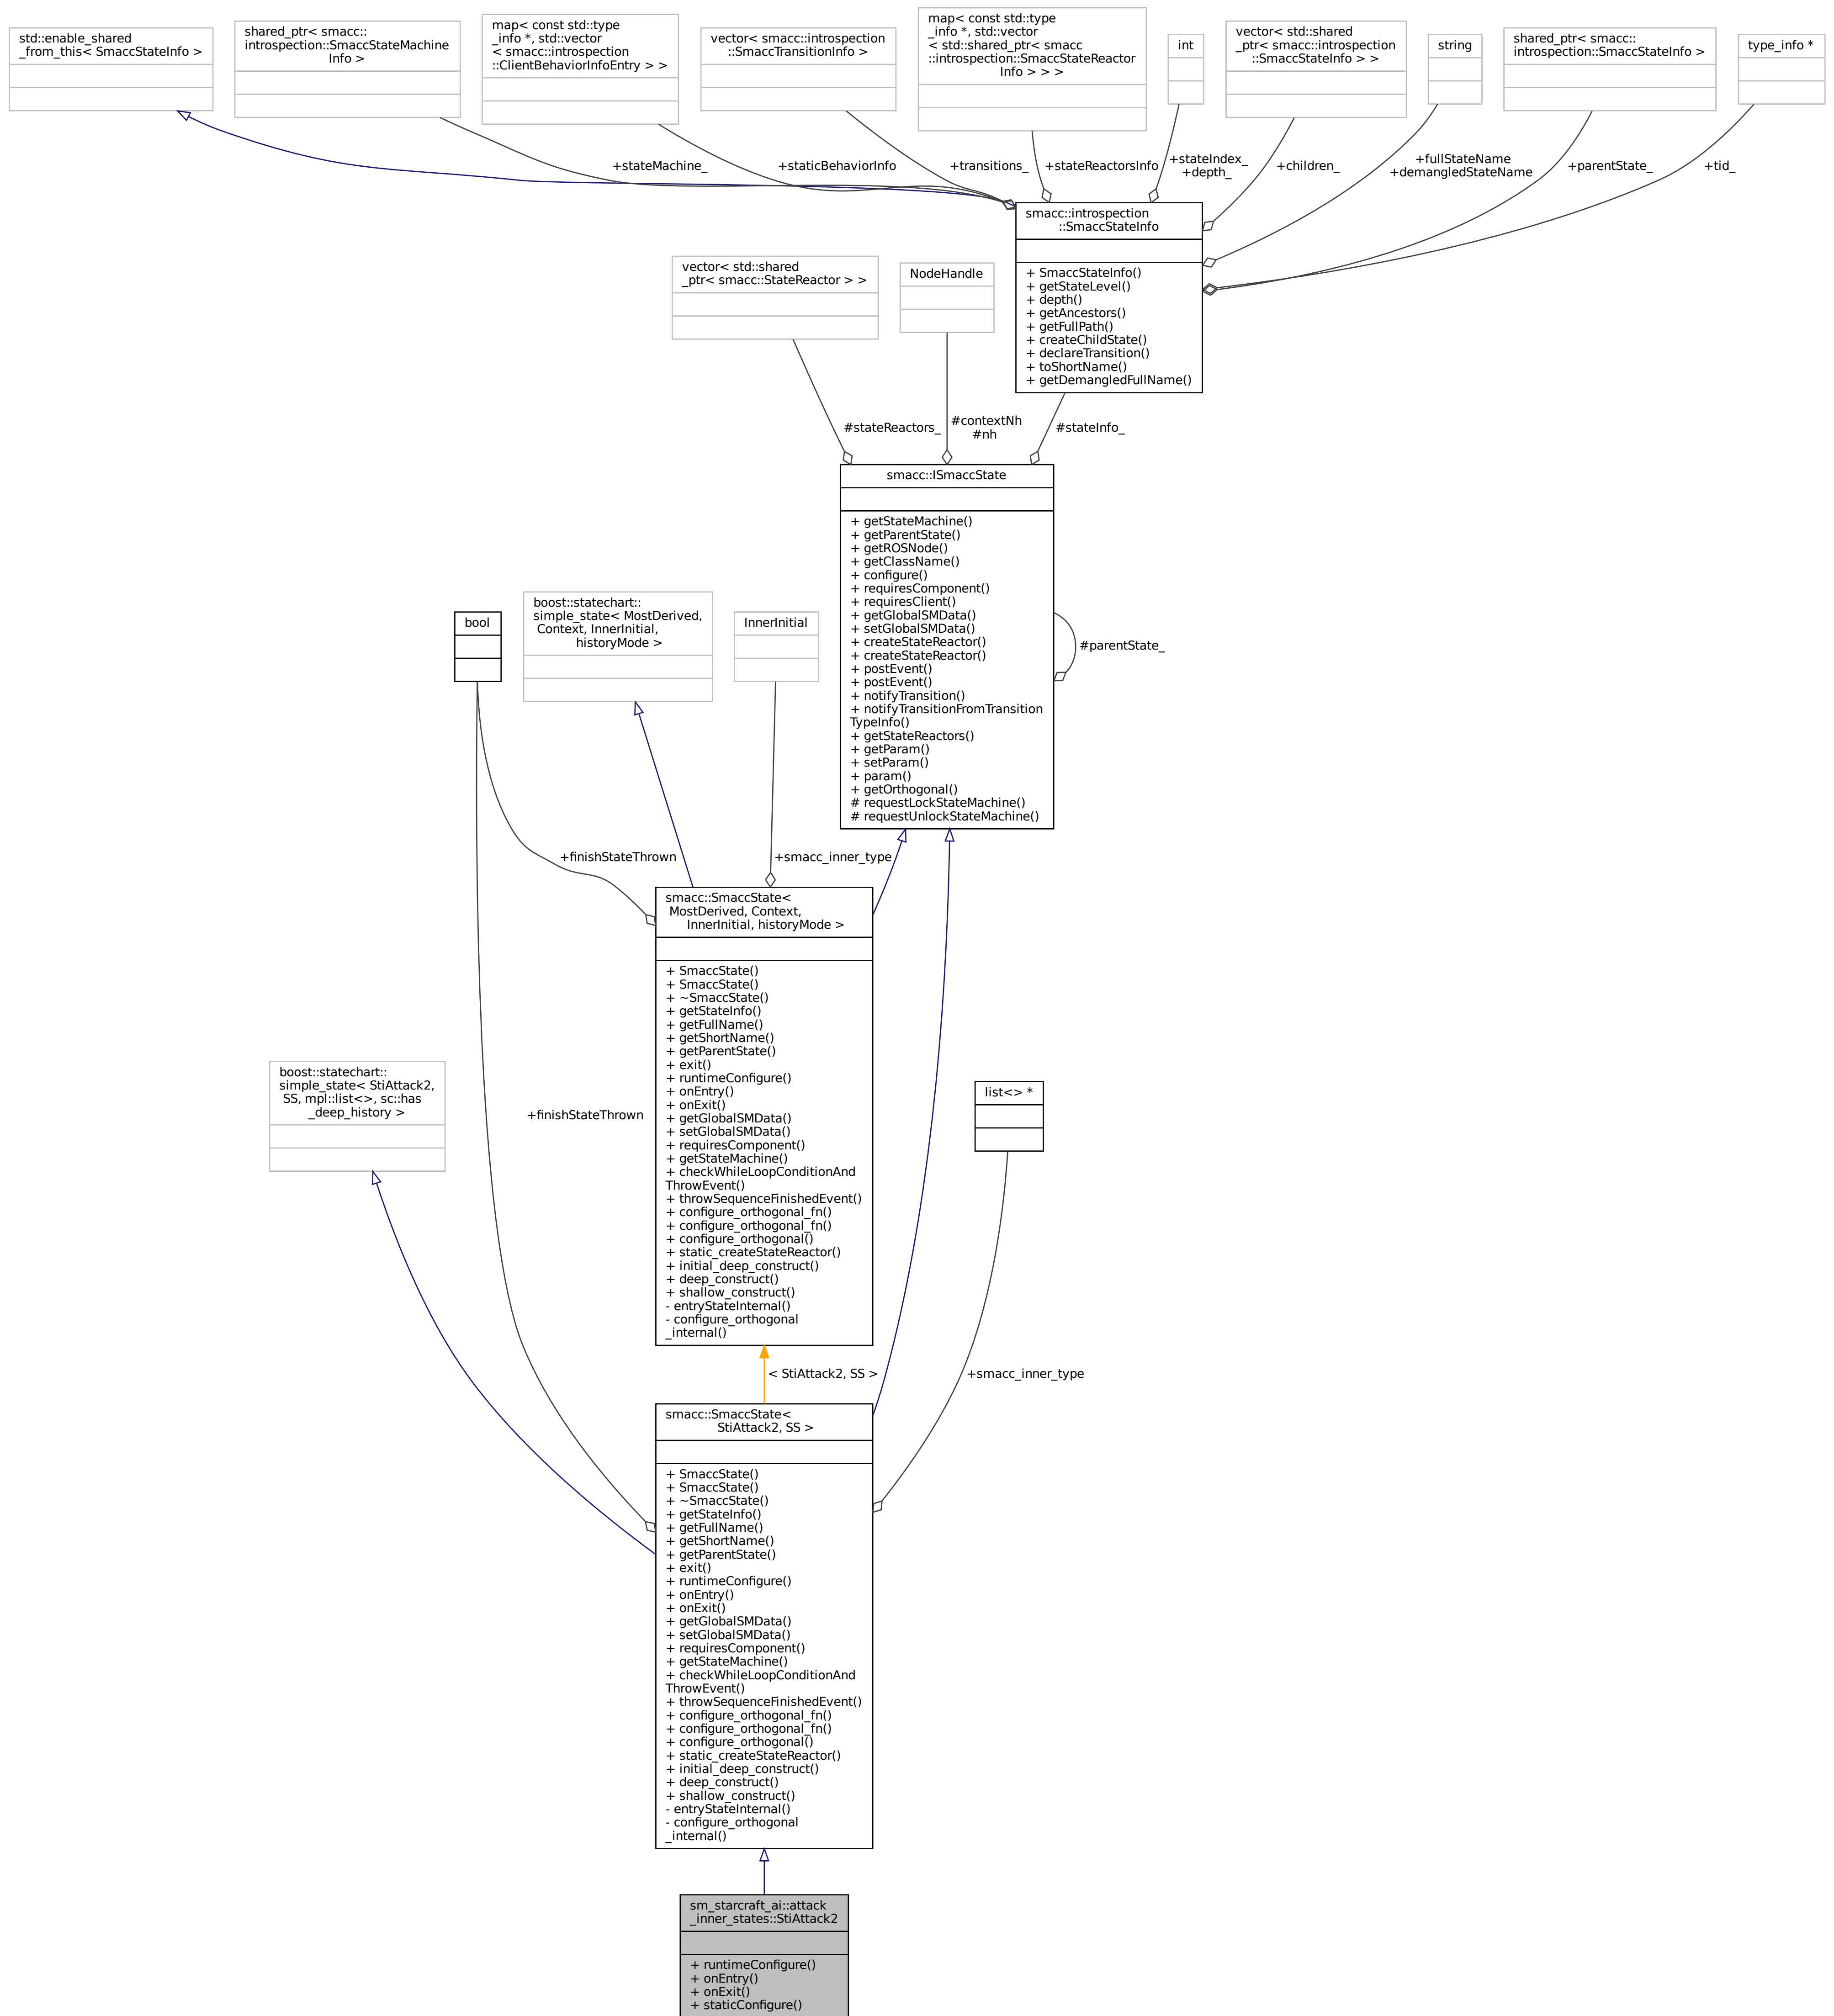 std::enable_shared
_from_this< SmaccStateInfo >
shared_ptr< smacc::
introspection::SmaccStateMachine
Info >
map< const std::type
_info *, std::vector
< smacc::introspection
::ClientBehaviorInfoEntry > >
vector< smacc::introspection
::SmaccTransitionInfo >
map< const std::type
_info *, std::vector
< std::shared_ptr< smacc
::introspection::SmaccStateReactor
Info > > >
int
vector< std::shared
_ptr< smacc::introspection
::SmaccStateInfo > >
string
shared_ptr< smacc::
introspection::SmaccStateInfo >
type_info *
+stateMachine_
+staticBehaviorInfo
+transitions_
+stateReactorsInfo
+stateIndex_
+depth_
+children_
+fullStateName
+demangledStateName
+parentState_
+tid_
smacc::introspection
::SmaccStateInfo
+ SmaccStateInfo()
+ getStateLevel()
+ depth()
+ getAncestors()
+ getFullPath()
+ createChildState()
+ declareTransition()
+ toShortName()
+ getDemangledFullName()
vector< std::shared
_ptr< smacc::StateReactor > >
NodeHandle
#stateReactors_
#contextNh
#nh
#stateInfo_
smacc::ISmaccState
+ getStateMachine()
+ getParentState()
+ getROSNode()
+ getClassName()
+ configure()
+ requiresComponent()
+ requiresClient()
+ getGlobalSMData()
+ setGlobalSMData()
+ createStateReactor()
+ createStateReactor()
+ postEvent()
+ postEvent()
+ notifyTransition()
+ notifyTransitionFromTransition
TypeInfo()
+ getStateReactors()
+ getParam()
+ setParam()
+ param()
+ getOrthogonal()
# requestLockStateMachine()
# requestUnlockStateMachine()
#parentState_
bool
boost::statechart::
simple_state< MostDerived,
Context, InnerInitial,
historyMode >
InnerInitial
+finishStateThrown
+smacc_inner_type
smacc::SmaccState<
MostDerived, Context,
InnerInitial, historyMode >
+ SmaccState()
+ SmaccState()
+ ~SmaccState()
+ getStateInfo()
+ getFullName()
+ getShortName()
+ getParentState()
+ exit()
+ runtimeConfigure()
+ onEntry()
+ onExit()
+ getGlobalSMData()
+ setGlobalSMData()
+ requiresComponent()
+ getStateMachine()
+ checkWhileLoopConditionAnd
ThrowEvent()
+ throwSequenceFinishedEvent()
+ configure_orthogonal_fn()
+ configure_orthogonal_fn()
+ configure_orthogonal()
+ static_createStateReactor()
+ initial_deep_construct()
+ deep_construct()
+ shallow_construct()
- entryStateInternal()
- configure_orthogonal
_internal()
boost::statechart::
simple_state< StiAttack2,
SS, mpl::list<>, sc::has
_deep_history >
+finishStateThrown
list<> *
< StiAttack2, SS >
+smacc_inner_type
smacc::SmaccState<
StiAttack2, SS >
+ SmaccState()
+ SmaccState()
+ ~SmaccState()
+ getStateInfo()
+ getFullName()
+ getShortName()
+ getParentState()
+ exit()
+ runtimeConfigure()
+ onEntry()
+ onExit()
+ getGlobalSMData()
+ setGlobalSMData()
+ requiresComponent()
+ getStateMachine()
+ checkWhileLoopConditionAnd
ThrowEvent()
+ throwSequenceFinishedEvent()
+ configure_orthogonal_fn()
+ configure_orthogonal_fn()
+ configure_orthogonal()
+ static_createStateReactor()
+ initial_deep_construct()
+ deep_construct()
+ shallow_construct()
- entryStateInternal()
- configure_orthogonal
_internal()
sm_starcraft_ai::attack
_inner_states::StiAttack2
+ runtimeConfigure()
+ onEntry()
+ onExit()
+ staticConfigure()